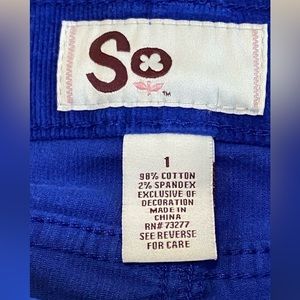 So
TM
1
98% COTTON
2% SPANDEX
EXCLUSIVE OF
DECORATION
MADE IN
CHINA
RN# 73277
SEE REVERSE
FOR CARE